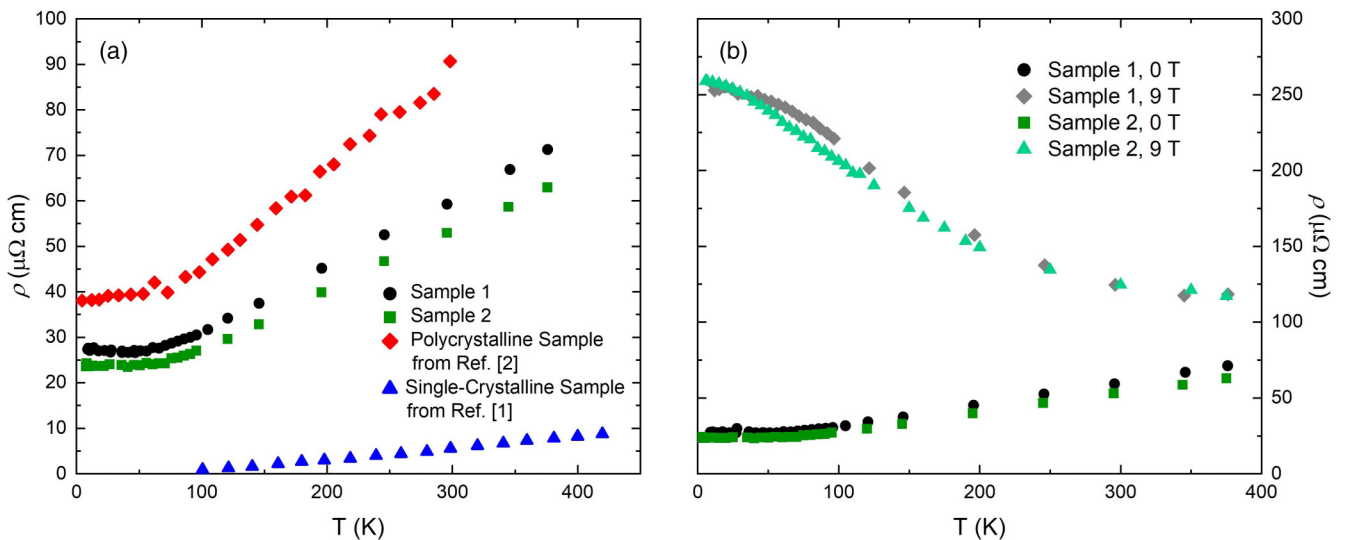 (a)
100
90
80
70
60
50
40
30
20
10
0
ρ (μΩ cm)
Sample 1
Sample 2
Polycrystalline Sample
from Ref. [2]
Single-Crystalline Sample
from Ref. [1]
0
100
200
300
400
T (K)
(b)
Sample 1, 0 T
Sample 1, 9 T
Sample 2, 0 T
Sample 2, 9 T
300
250
200
150
100
50
0
ρ (μΩ cm)
0
100
200
300
400
T (K)